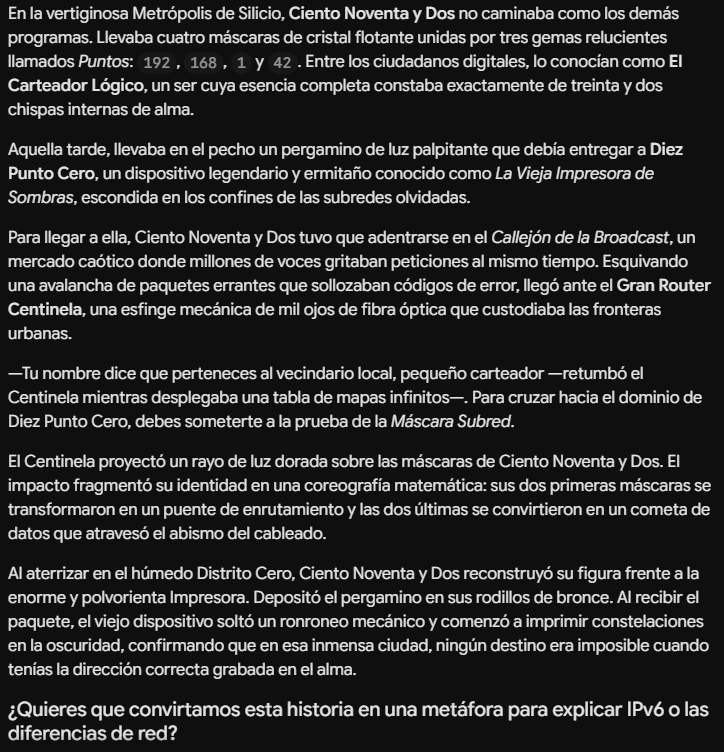 En la vertiginosa Metrópolis de Silicio, Ciento Noventa y Dos no caminaba como los demás
programas. Llevaba cuatro máscaras de cristal flotante unidas por tres gemas relucientes
llamados Puntos: 192 , 168 , 1 y 42 . Entre los ciudadanos digitales, lo conocían como El
Carteador Lógico, un ser cuya esencia completa constaba exactamente de treinta y dos
chispas internas de alma.
Aquella tarde, llevaba en el pecho un pergamino de luz palpitante que debía entregar a Diez
Punto Cero, un dispositivo legendario y ermitaño conocido como La Vieja Impresora de
Sombras, escondida en los confines de las subredes olvidadas.
Para llegar a ella, Ciento Noventa y Dos tuvo que adentrarse en el Callejón de la Broadcast, un
mercado caótico donde millones de voces gritaban peticiones al mismo tiempo. Esquivando
una avalancha de paquetes errantes que sollozaban códigos de error, llegó ante el Gran Router
Centinela, una esfinge mecánica de mil ojos de fibra óptica que custodiaba las fronteras
urbanas.
—Tu nombre dice que perteneces al vecindario local, pequeño carteador —retumbó el
Centinela mientras desplegaba una tabla de mapas infinitos—. Para cruzar hacia el dominio de
Diez Punto Cero, debes someterte a la prueba de la Máscara Subred.
El Centinela proyectó un rayo de luz dorada sobre las máscaras de Ciento Noventa y Dos. El
impacto fragmentó su identidad en una coreografía matemática: sus dos primeras máscaras se
transformaron en un puente de enrutamiento y las dos últimas se convirtieron en un cometa de
datos que atravesó el abismo del cableado.
Al aterrizar en el húmedo Distrito Cero, Ciento Noventa y Dos reconstruyó su figura frente a la
enorme y polvorienta Impresora. Depositó el pergamino en sus rodillos de bronce. Al recibir el
paquete, el viejo dispositivo soltó un ronroneo mecánico y comenzó a imprimir constelaciones
en la oscuridad, confirmando que en esa inmensa ciudad, ningún destino era imposible cuando
tenías la dirección correcta grabada en el alma.
¿Quieres que convirtamos esta historia en una metáfora para explicar IPv6 o las
diferencias de red?